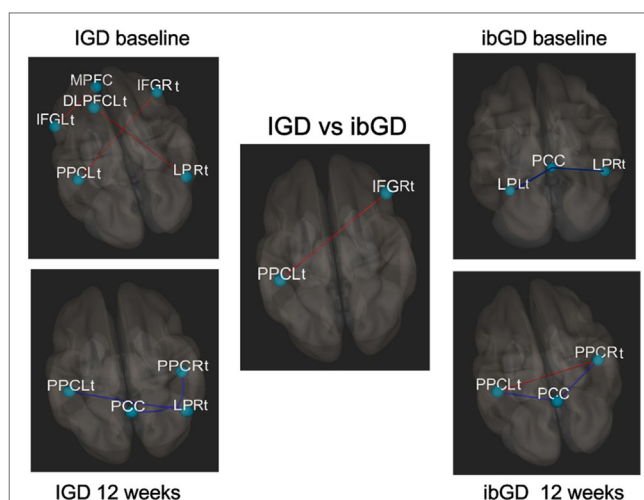 IGD baseline
MPFC
IFGRt
DLPFCLt
IFGLt
PPCLt
LPRt
ibGD baseline
PCC
LPRt
LPLt
IGD vs ibGD
IFGRt
PPCLt
PPCRt
PPCLt
PCC
LPRt
IGD 12 weeks
PPCRt
PPCLt
PCC
ibGD 12 weeks